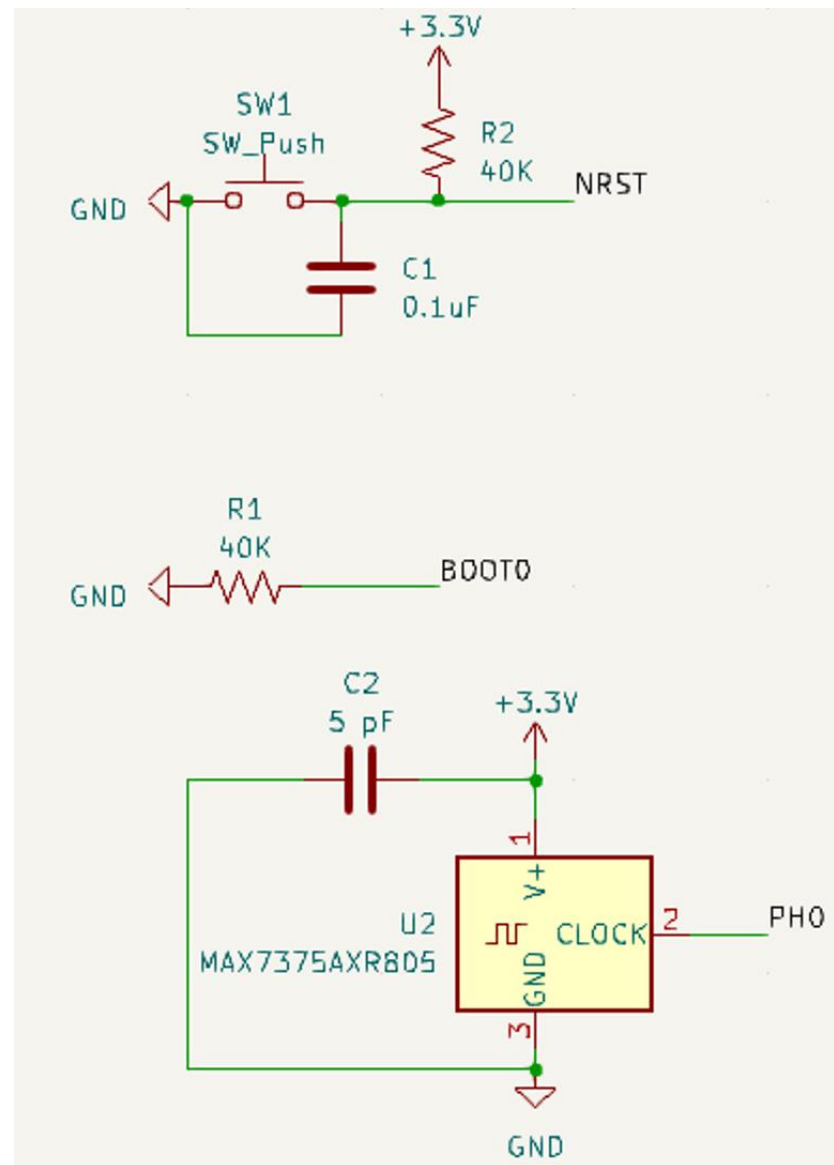 +3.3V
SW1
SW_Push
R2
40K
NRST
GND
C1
0.1uF
R1
40K
BOOT0
GND
C2
5 pF
+3.3V
1
V+
U2
MAX7375AXR805
CLOCK
2
PH0
GND
3
GND